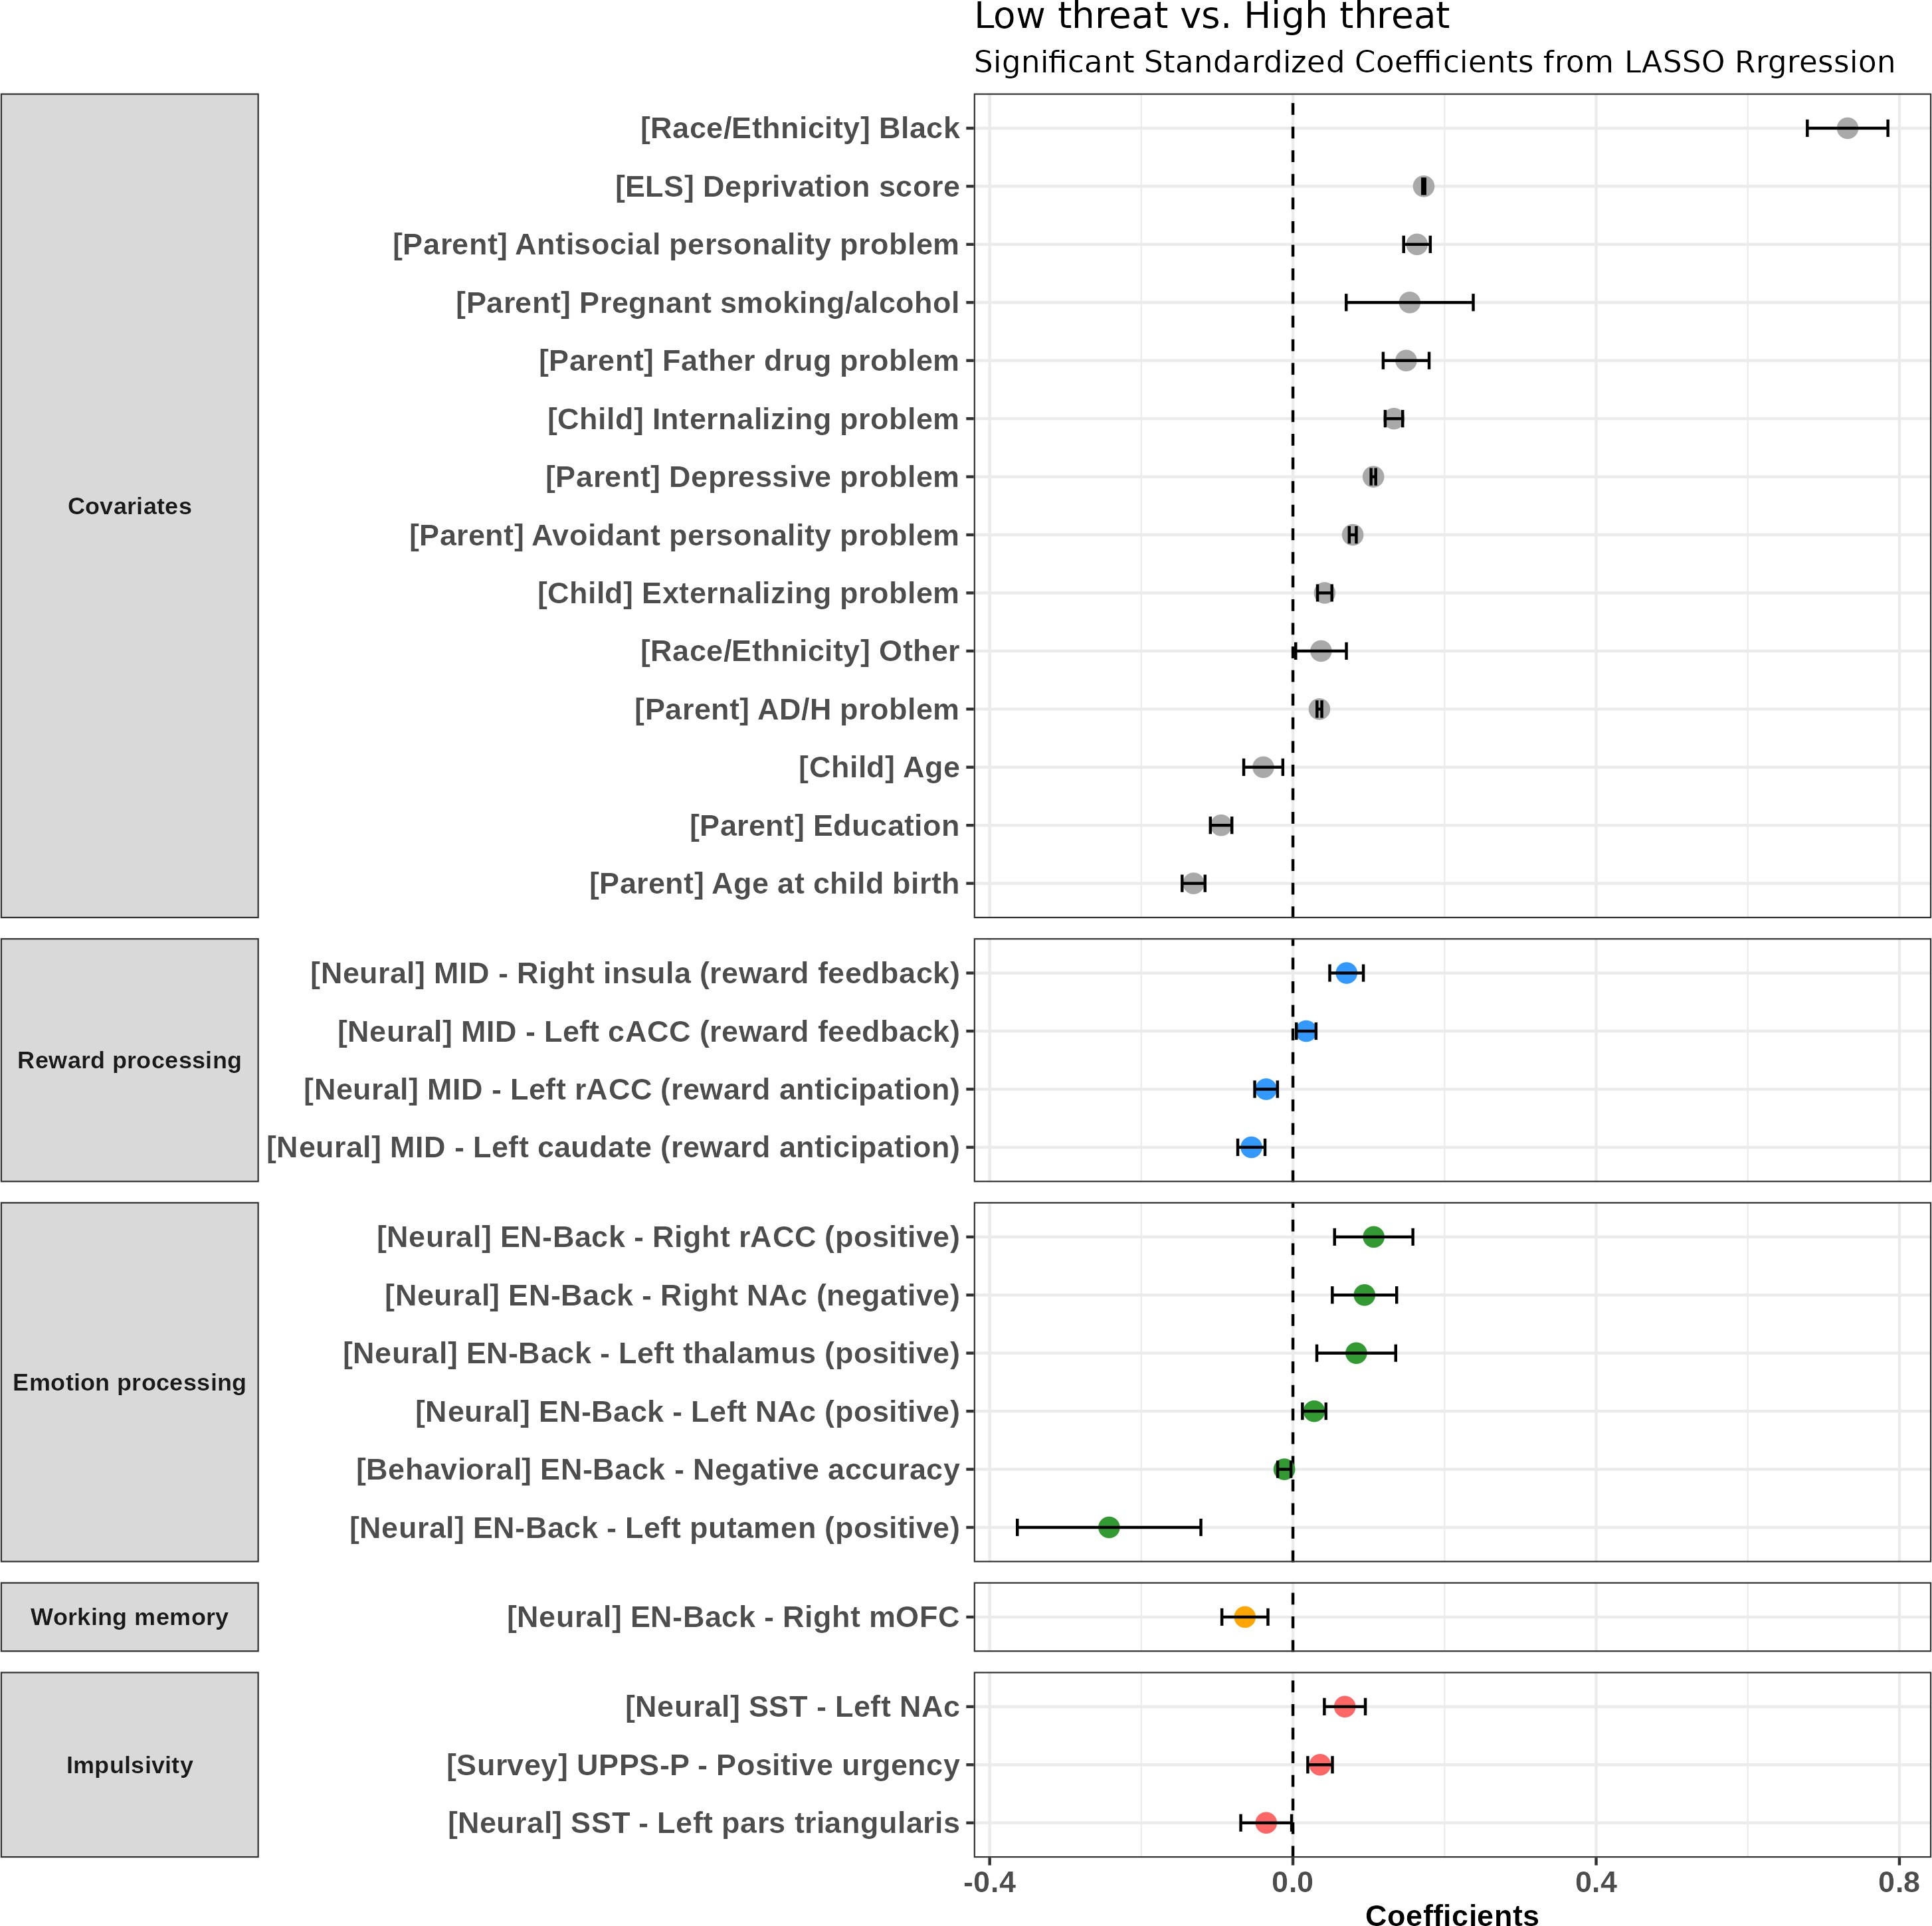 Low threat vs. High threat
Significant Standardized Coefficients from LASSO Rrgression
Covariates
[Race/Ethnicity] Black
[ELS] Deprivation score
[Parent] Antisocial personality problem
[Parent] Pregnant smoking/alcohol
[Parent] Father drug problem
[Child] Internalizing problem
[Parent] Depressive problem
[Parent] Avoidant personality problem
[Child] Externalizing problem
[Race/Ethnicity] Other
[Parent] AD/H problem
[Child] Age
[Parent] Education
[Parent] Age at child birth
Reward processing
[Neural] MID - Right insula (reward feedback)
[Neural] MID - Left cACC (reward feedback)
[Neural] MID - Left rACC (reward anticipation)
[Neural] MID - Left caudate (reward anticipation)
Emotion processing
[Neural] EN-Back - Right rACC (positive)
[Neural] EN-Back - Right NAc (negative)
[Neural] EN-Back - Left thalamus (positive)
[Neural] EN-Back - Left NAc (positive)
[Behavioral] EN-Back - Negative accuracy
[Neural] EN-Back - Left putamen (positive)
Working memory
[Neural] EN-Back - Right mOFC
Impulsivity
[Neural] SST - Left NAc
[Survey] UPPS-P - Positive urgency
[Neural] SST - Left pars triangularis
-0.4 0.0 0.4 0.8
Coefficients